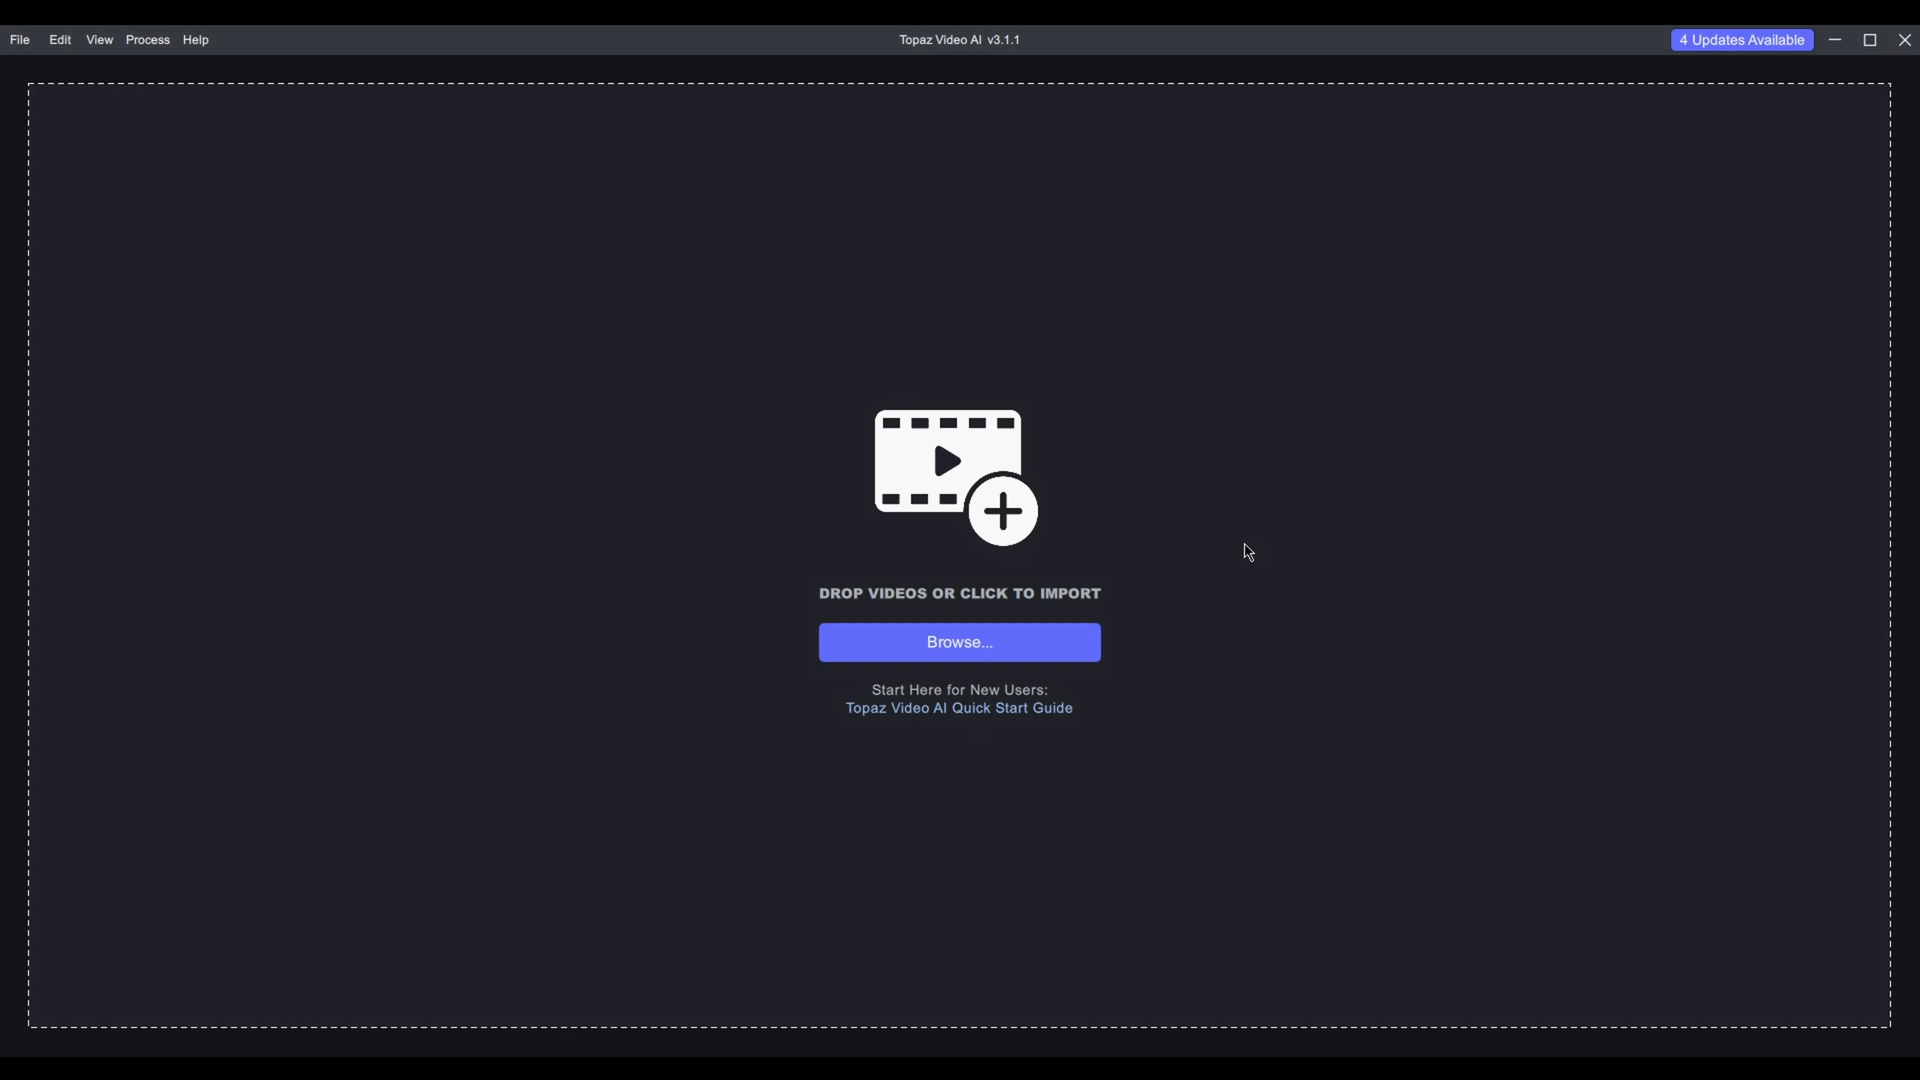 File Edit View Process Help Topaz Video AI v3.1.1 4 Updates Available
DROP VIDEOS OR CLICK TO IMPORT
Browse...
Start Here for New Users:
Topaz Video AI Quick Start Guide